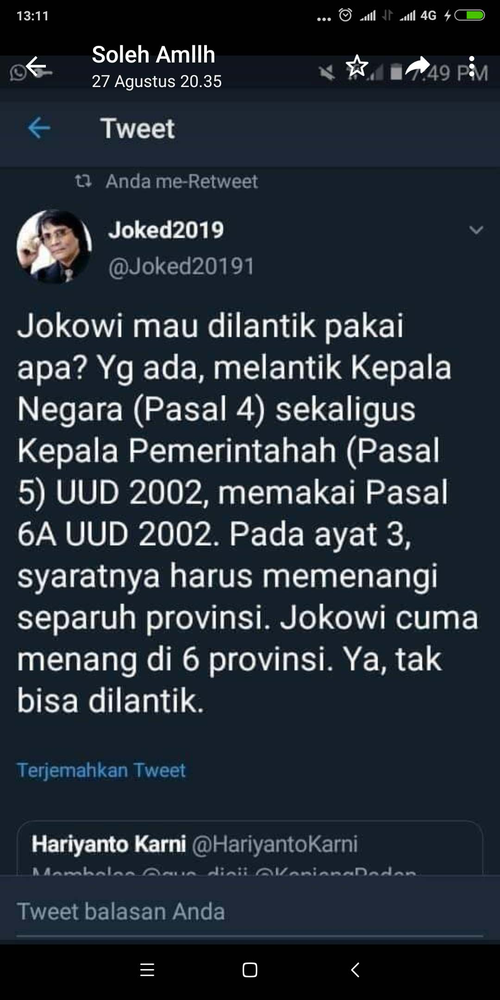 13:11
... 4G
Soleh Amllh
27 Agustus 20.35
7:49 PM
Tweet
Anda me-Retweet
Joked2019
@Joked20191
Jokowi mau dilantik pakai
apa? Yg ada, melantik Kepala
Negara (Pasal 4) sekaligus
Kepala Pemerintahah (Pasal
5) UUD 2002, memakai Pasal
6A UUD 2002. Pada ayat 3,
syaratnya harus memenangi
separuh provinsi. Jokowi cuma
menang di 6 provinsi. Ya, tak
bisa dilantik.
Terjemahkan Tweet
Hariyanto Karni @HariyantoKarni
Tweet balasan Anda